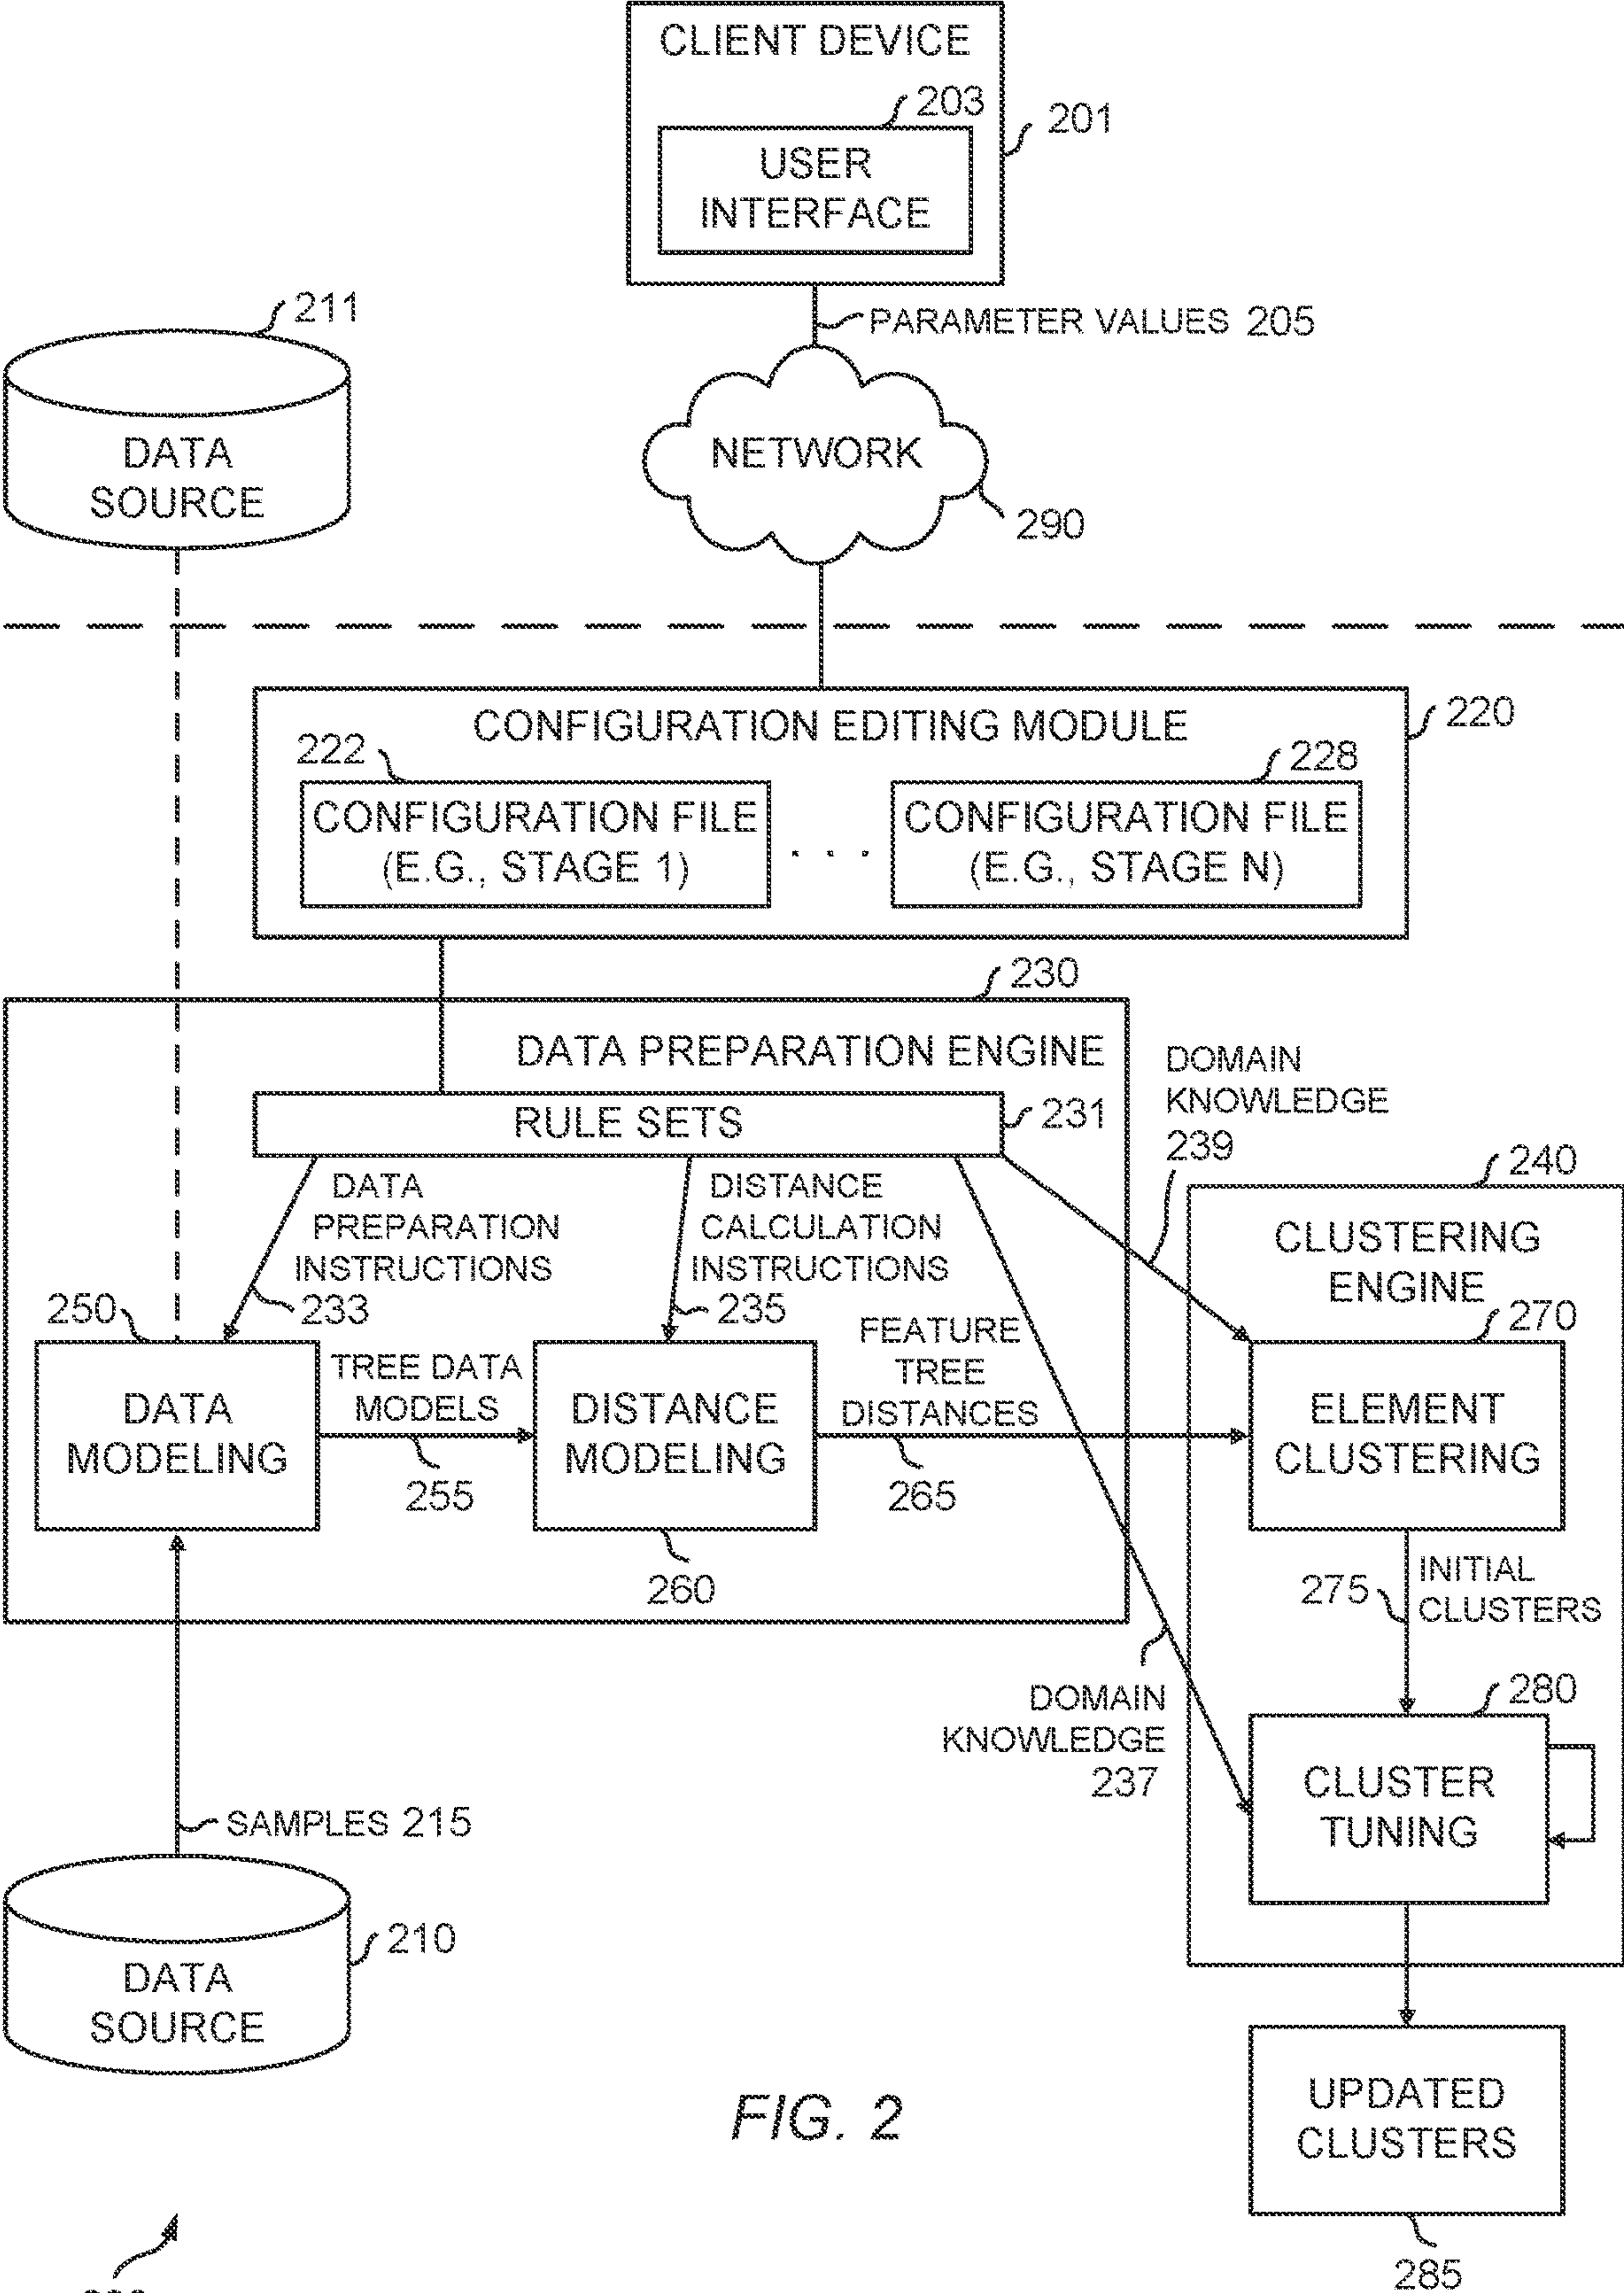 CLIENT DEVICE
203
201
USER
INTERFACE
PARAMETER VALUES 205
211
DATA
SOURCE
NETWORK
290
CONFIGURATION EDITING MODULE
220
222
228
CONFIGURATION FILE
(E.G., STAGE 1)
. . .
CONFIGURATION FILE
(E.G., STAGE N)
230
DATA PREPARATION ENGINE
RULE SETS
231
DOMAIN
KNOWLEDGE
239
DATA
PREPARATION
INSTRUCTIONS
233
DISTANCE
CALCULATION
INSTRUCTIONS
235
240
CLUSTERING
ENGINE
250
DATA
MODELING
TREE DATA
MODELS
255
DISTANCE
MODELING
260
FEATURE
TREE
DISTANCES
265
270
ELEMENT
CLUSTERING
275
INITIAL
CLUSTERS
DOMAIN
KNOWLEDGE
237
280
CLUSTER
TUNING
SAMPLES 215
210
DATA
SOURCE
UPDATED
CLUSTERS
285
FIG. 2